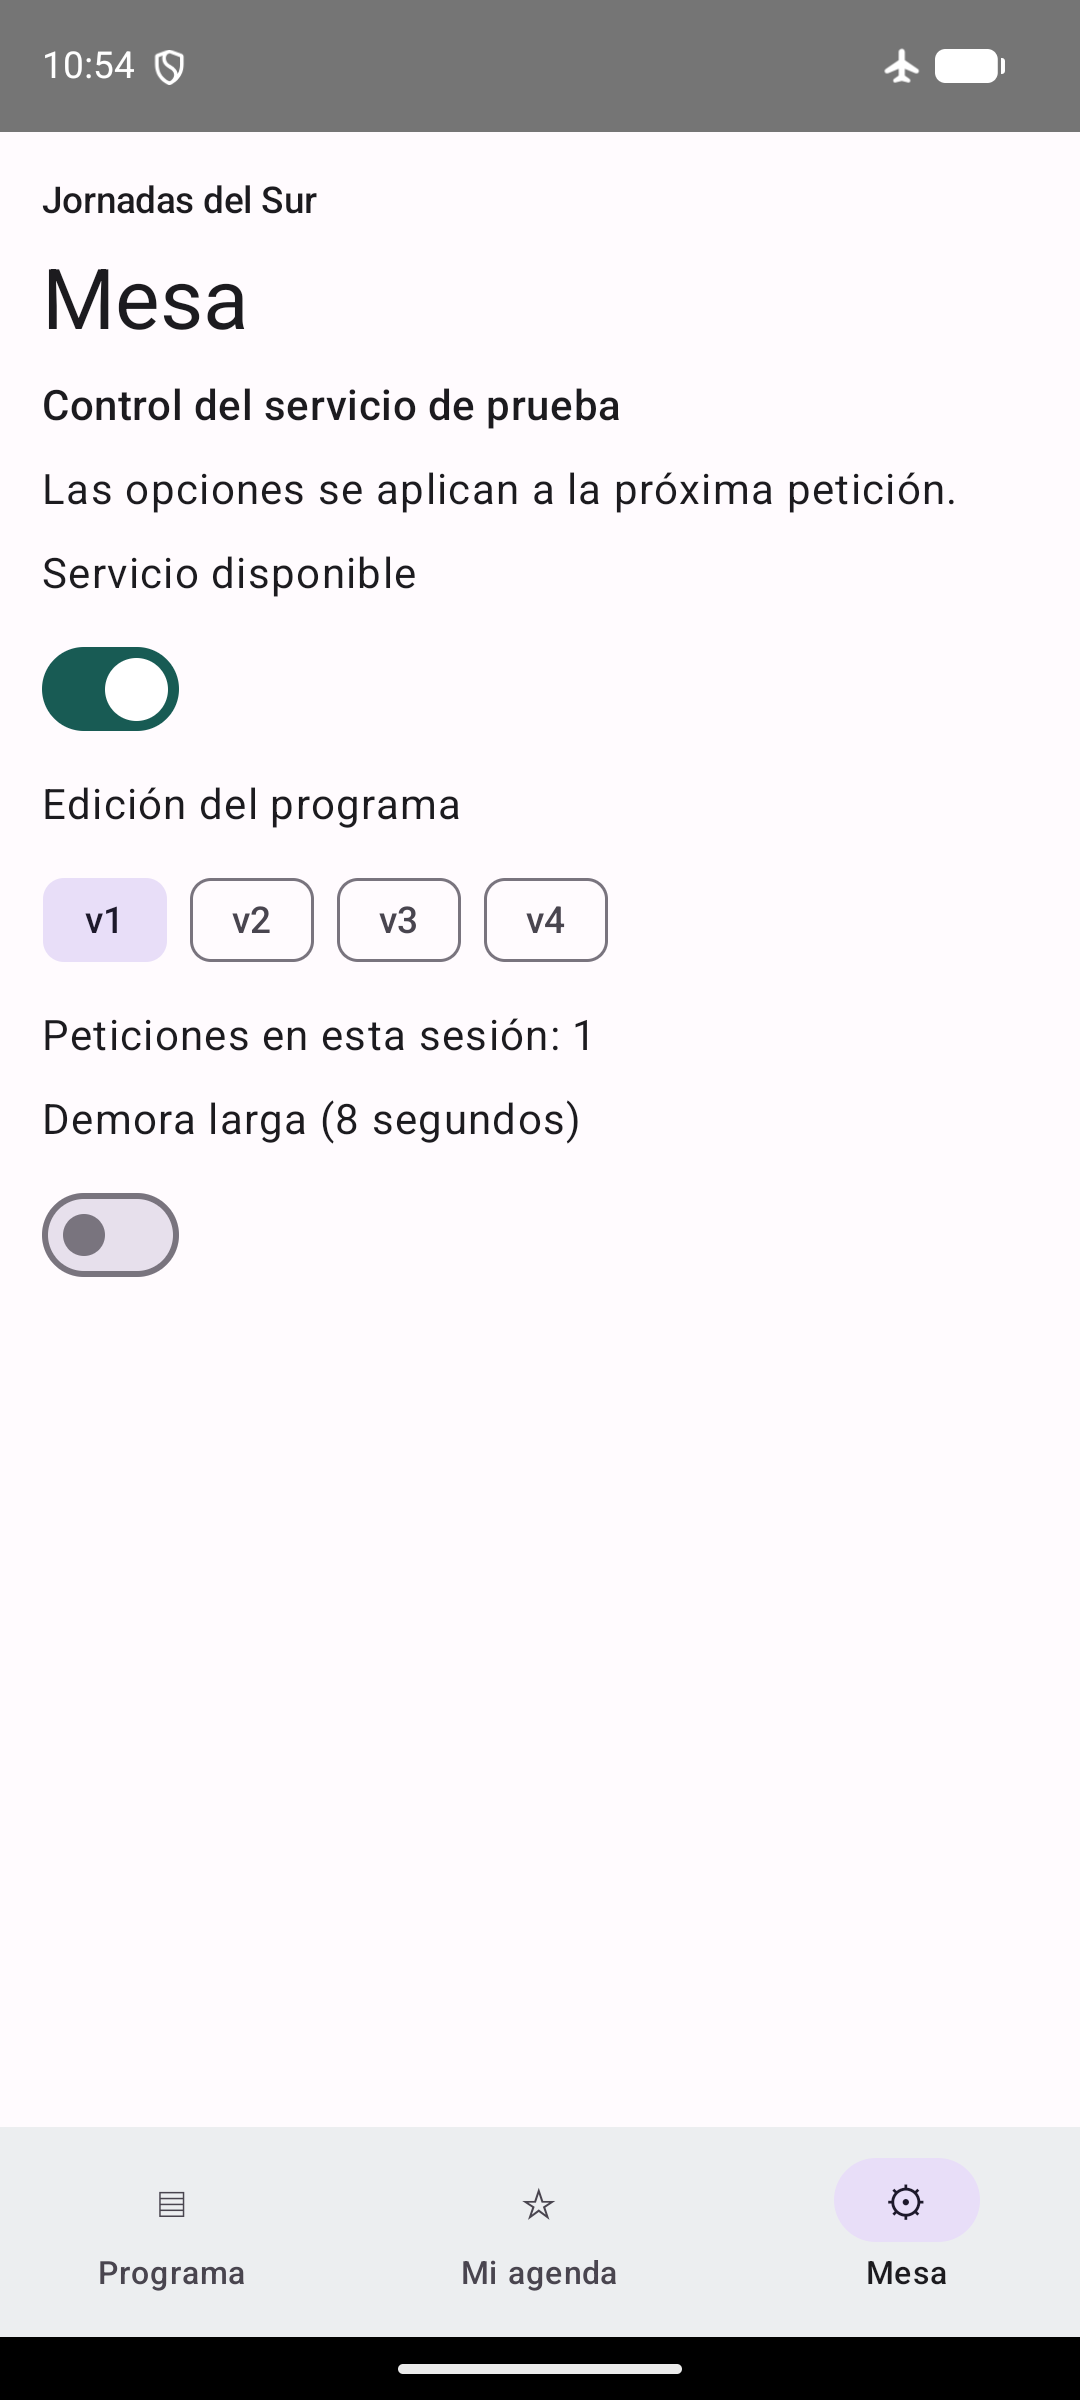 10:54
Jornadas del Sur
Mesa
Control del servicio de prueba
Las opciones se aplican a la próxima petición.
Servicio disponible
Edición del programa
v1 v2 v3 v4
Peticiones en esta sesión: 1
Demora larga (8 segundos)
Programa Mi agenda Mesa